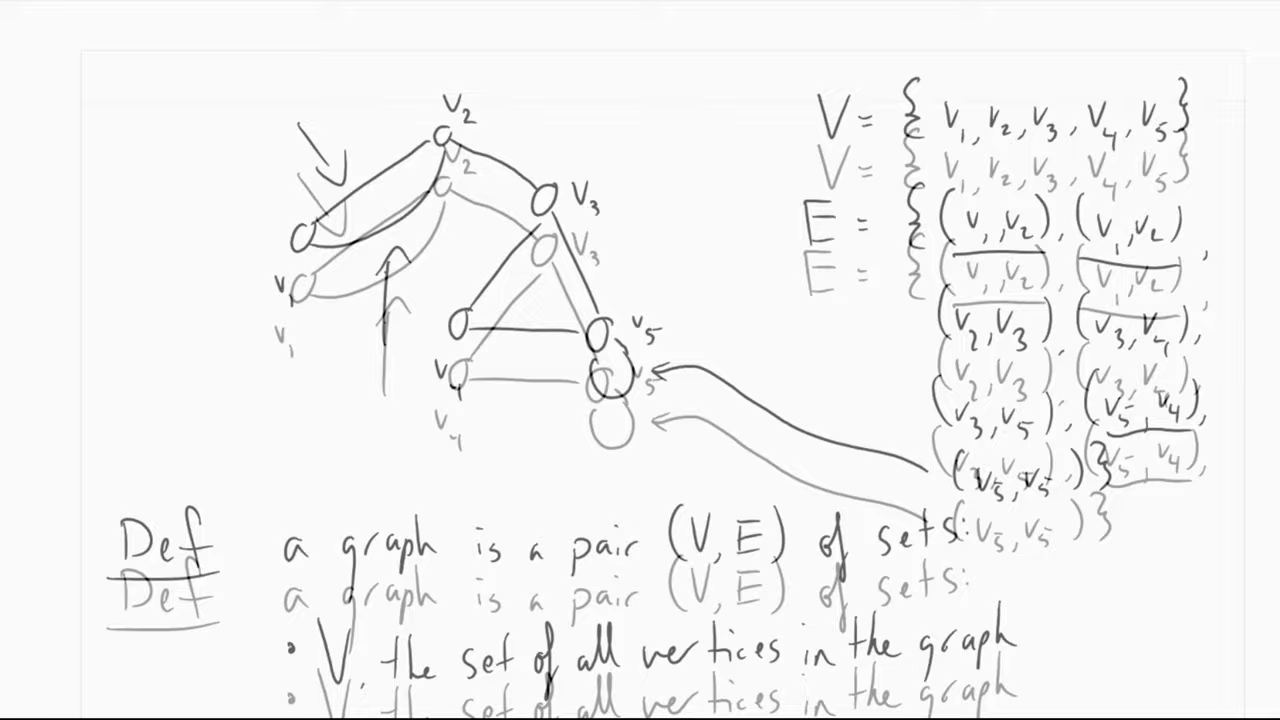 v₂
V = { v₁, v₂, v₃, v₄, v₅ }
v₃
E = { (v₁, v₂), (v₁, v₂),
v₁
(v₂, v₃), (v₃, v₄),
v₅
v₄
(v₃, v₅), (v₅, v₄),
(v₅, v₅) }
Def a graph is a pair (V, E) of sets:
• V, the set of all vertices in the graph